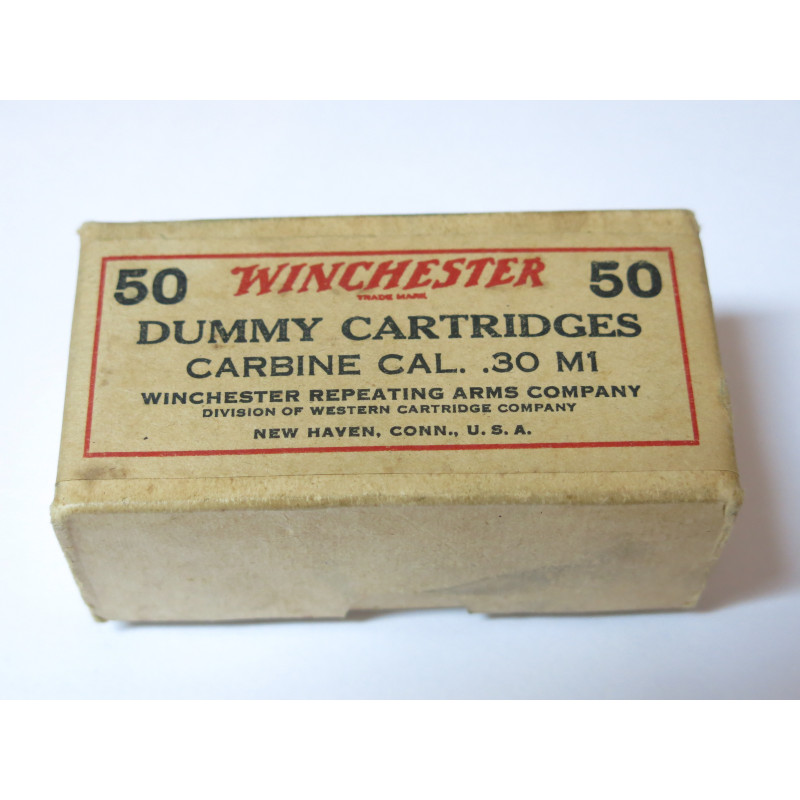 50 WINCHESTER 50
TRADE MARK
DUMMY CARTRIDGES
CARBINE CAL. .30 M1
WINCHESTER REPEATING ARMS COMPANY
DIVISION OF WESTERN CARTRIDGE COMPANY
NEW HAVEN, CONN., U. S. A.